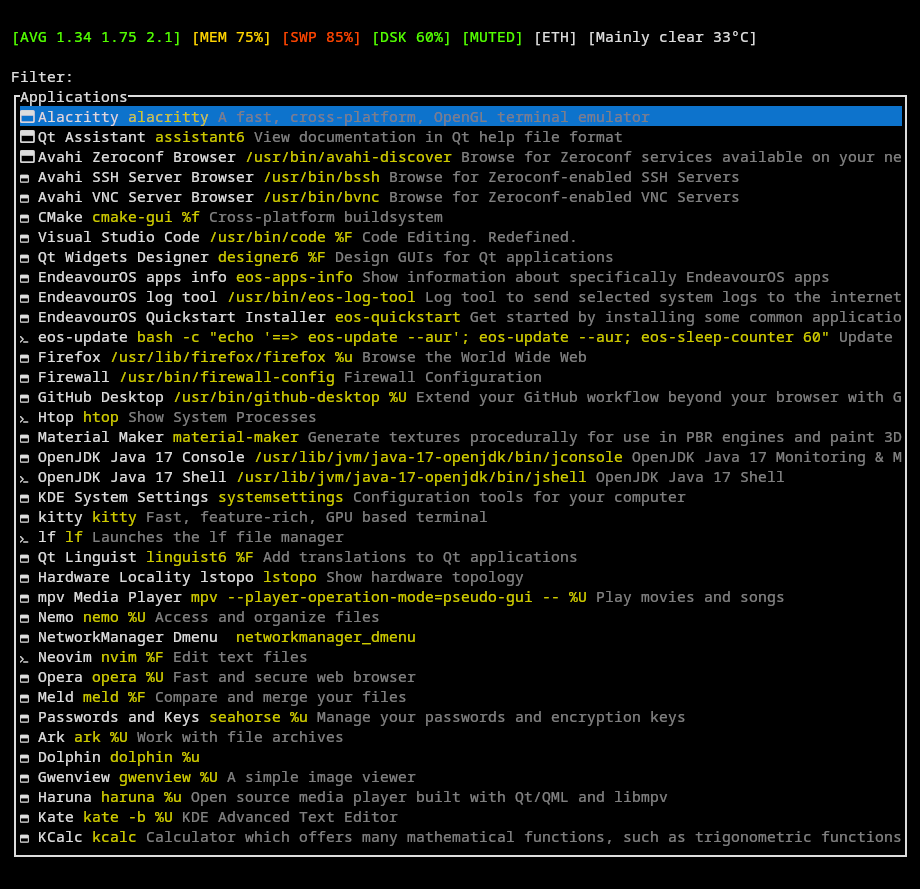 [AVG 1.34 1.75 2.1] [MEM 75%] [SWP 85%] [DSK 60%] [MUTED] [ETH] [Mainly clear 33°C]
Filter:
Applications
Alacritty alacritty A fast, cross-platform, OpenGL terminal emulator
Qt Assistant assistant6 View documentation in Qt help file format
Avahi Zeroconf Browser /usr/bin/avahi-discover Browse for Zeroconf services available on your ne
Avahi SSH Server Browser /usr/bin/bssh Browse for Zeroconf-enabled SSH Servers
Avahi VNC Server Browser /usr/bin/bvnc Browse for Zeroconf-enabled VNC Servers
CMake cmake-gui %f Cross-platform buildsystem
Visual Studio Code /usr/bin/code %F Code Editing. Redefined.
Qt Widgets Designer designer6 %F Design GUIs for Qt applications
EndeavourOS apps info eos-apps-info Show information about specifically EndeavourOS apps
EndeavourOS log tool /usr/bin/eos-log-tool Log tool to send selected system logs to the internet
EndeavourOS Quickstart Installer eos-quickstart Get started by installing some common applicatio
eos-update bash -c "echo '==> eos-update --aur'; eos-update --aur; eos-sleep-counter 60" Update
Firefox /usr/lib/firefox/firefox %u Browse the World Wide Web
Firewall /usr/bin/firewall-config Firewall Configuration
GitHub Desktop /usr/bin/github-desktop %U Extend your GitHub workflow beyond your browser with G
Htop htop Show System Processes
Material Maker material-maker Generate textures procedurally for use in PBR engines and paint 3D
OpenJDK Java 17 Console /usr/lib/jvm/java-17-openjdk/bin/jconsole OpenJDK Java 17 Monitoring & M
OpenJDK Java 17 Shell /usr/lib/jvm/java-17-openjdk/bin/jshell OpenJDK Java 17 Shell
KDE System Settings systemsettings Configuration tools for your computer
kitty kitty Fast, feature-rich, GPU based terminal
lf lf Launches the lf file manager
Qt Linguist linguist6 %F Add translations to Qt applications
Hardware Locality lstopo lstopo Show hardware topology
mpv Media Player mpv --player-operation-mode=pseudo-gui -- %U Play movies and songs
Nemo nemo %U Access and organize files
NetworkManager Dmenu  networkmanager_dmenu
Neovim nvim %F Edit text files
Opera opera %U Fast and secure web browser
Meld meld %F Compare and merge your files
Passwords and Keys seahorse %u Manage your passwords and encryption keys
Ark ark %U Work with file archives
Dolphin dolphin %u
Gwenview gwenview %U A simple image viewer
Haruna haruna %u Open source media player built with Qt/QML and libmpv
Kate kate -b %U KDE Advanced Text Editor
KCalc kcalc Calculator which offers many mathematical functions, such as trigonometric functions